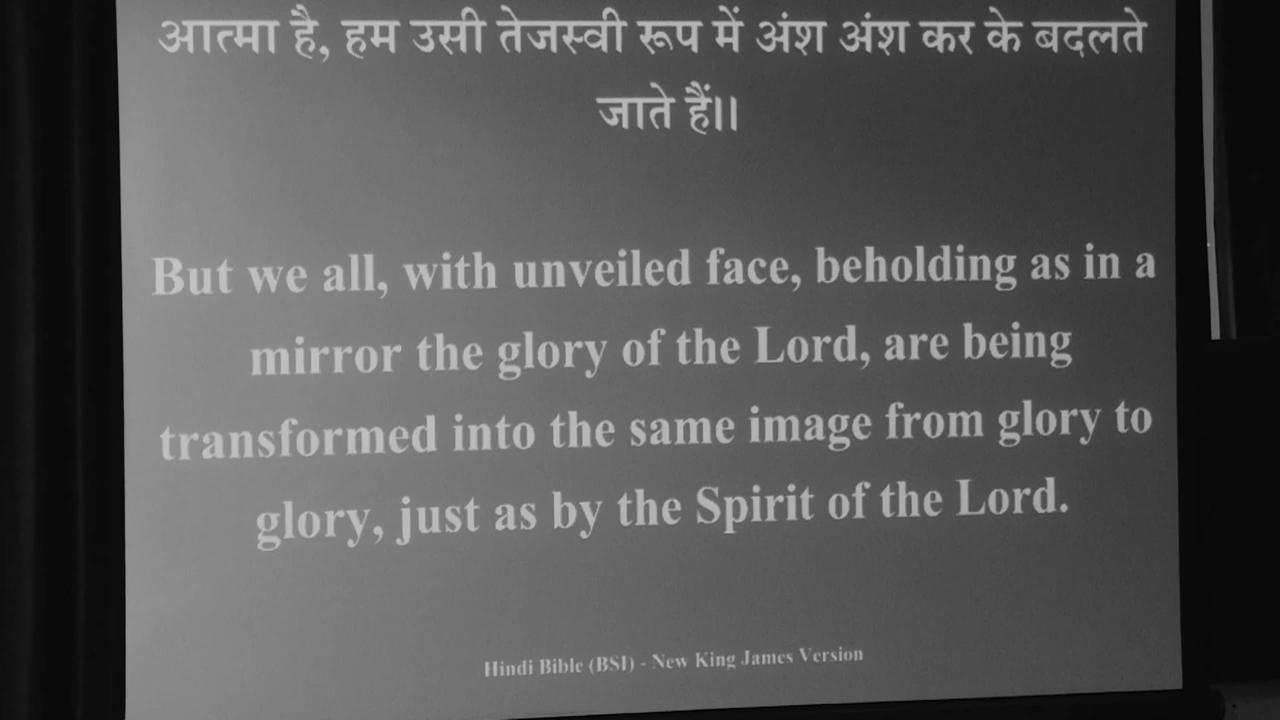 आत्मा है, हम उसी तेजस्वी रूप में अंश अंश कर के बदलते
जाते हैं।।
But we all, with unveiled face, beholding as in a
mirror the glory of the Lord, are being
transformed into the same image from glory to
glory, just as by the Spirit of the Lord.
Hindi Bible (BSI) - New King James Version